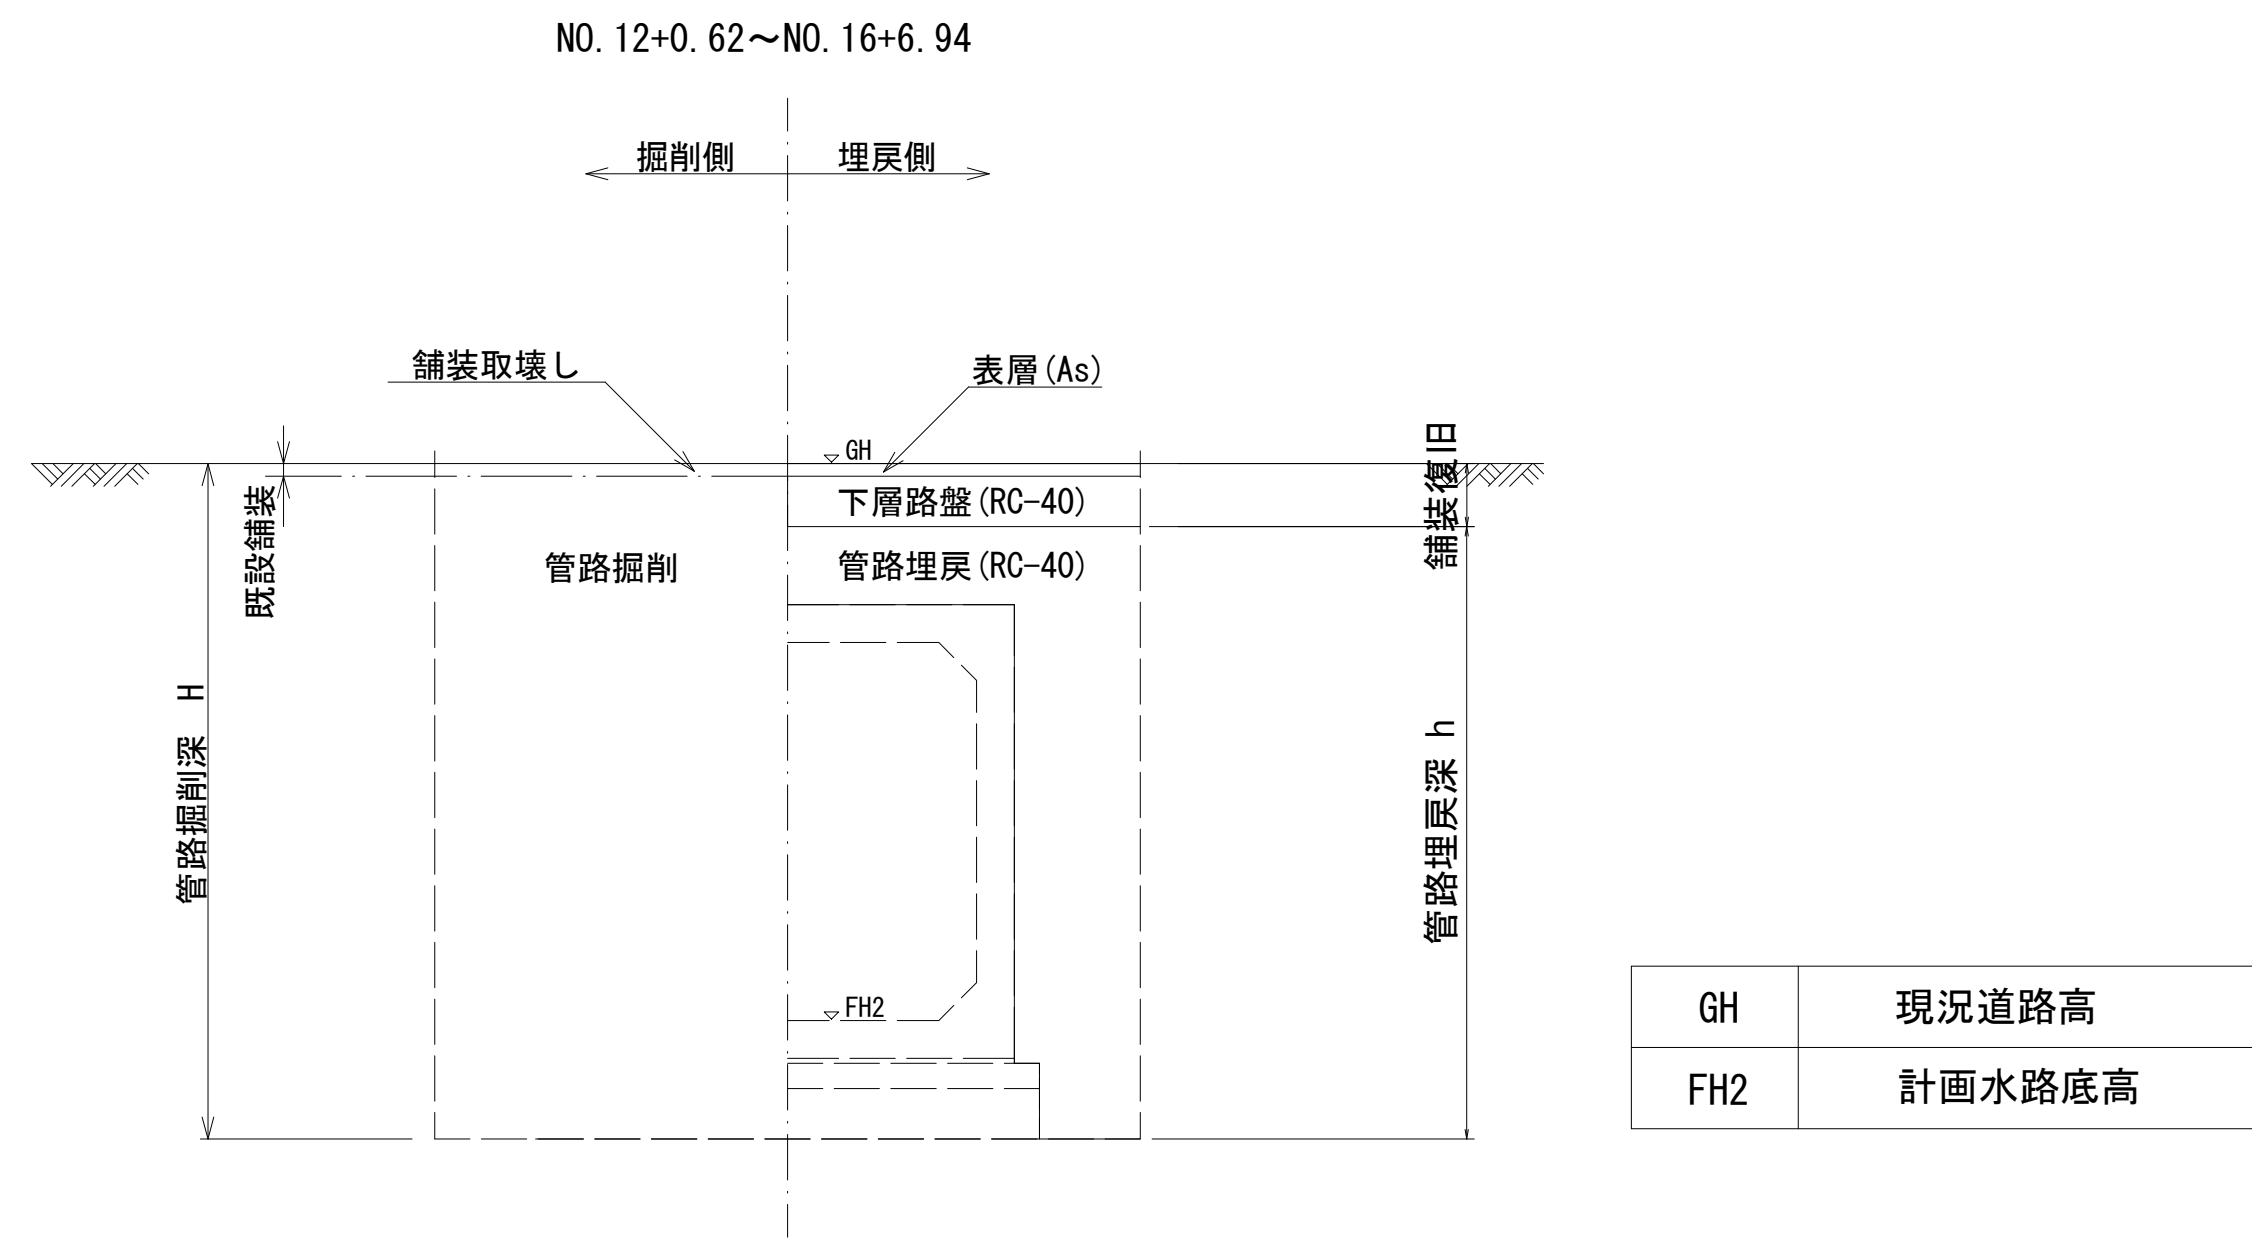 NO.12+0.62～NO.16+6.94
掘削側
埋戻側
舗装取壊し
表層(As)
GH
既設舗装
下層路盤(RC-40)
舗装復旧
管路掘削
管路埋戻(RC-40)
管路掘削深 H
管路埋戻深 h
FH2
GH 現況道路高
FH2 計画水路底高